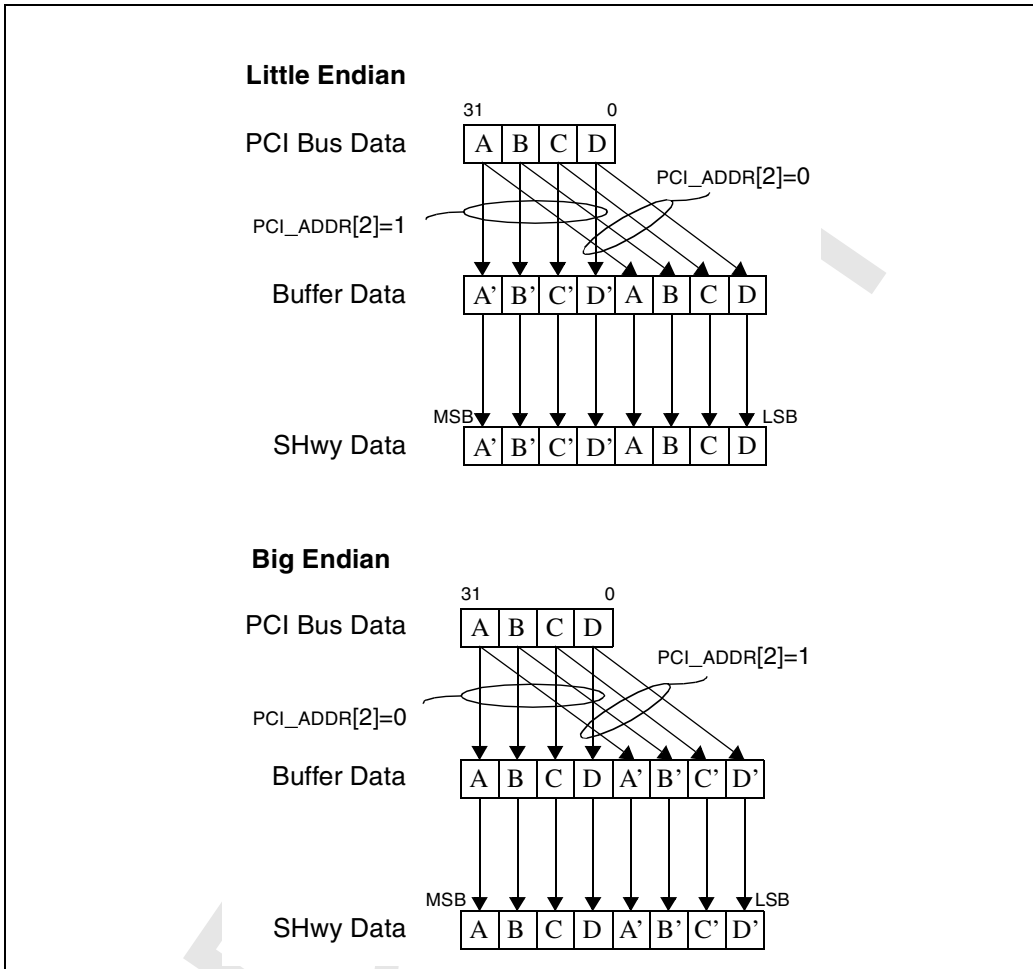 Little Endian
31 0
PCI Bus Data A B C D
PCI_ADDR[2]=0
PCI_ADDR[2]=1
Buffer Data A' B' C' D' A B C D
MSB LSB
SHwy Data A' B' C' D' A B C D
Big Endian
31 0
PCI Bus Data A B C D
PCI_ADDR[2]=1
PCI_ADDR[2]=0
Buffer Data A B C D A' B' C' D'
MSB LSB
SHwy Data A B C D A' B' C' D'